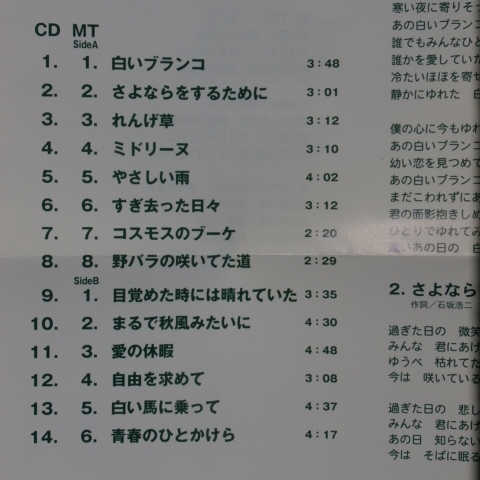 CD MT
SideA
1. 1. 白いブランコ 3:48
2. 2. さよならをするために 3:01
3. 3. れんげ草 3:12
4. 4. ミドリーヌ 3:10
5. 5. やさしい雨 4:02
6. 6. すぎ去った日々 3:12
7. 7. コスモスのブーケ 2:20
8. 8. 野バラの咲いてた道 2:29
SideB
9. 1. 目覚めた時には晴れていた 3:35
10. 2. まるで秋風みたいに 4:30
11. 3. 愛の休暇 4:48
12. 4. 自由を求めて 3:08
13. 5. 白い馬に乗って 4:37
14. 6. 青春のひとかけら 4:17
寒い夜に寄りそ
あの白いブランコ
誰でもみんなひと
誰かを愛していた
冷たいほほを寄せ
静かにゆれた 白
僕の心に今もゆれ
あの白いブランコ
幼い恋を見つめて
あの白いブランコ
まだこわれずにあ
君の面影抱きしめ
ひとりでゆれてみ
遠いあの日の 白
2. さよなら
作詞/石坂浩二
過ぎた日の 微笑
みんな 君にあけ
ゆうべ 枯れてた
今は 咲いている
過ぎた日の 悲し
みんな 君にあけ
あの日 知らない
今は そばに眠る